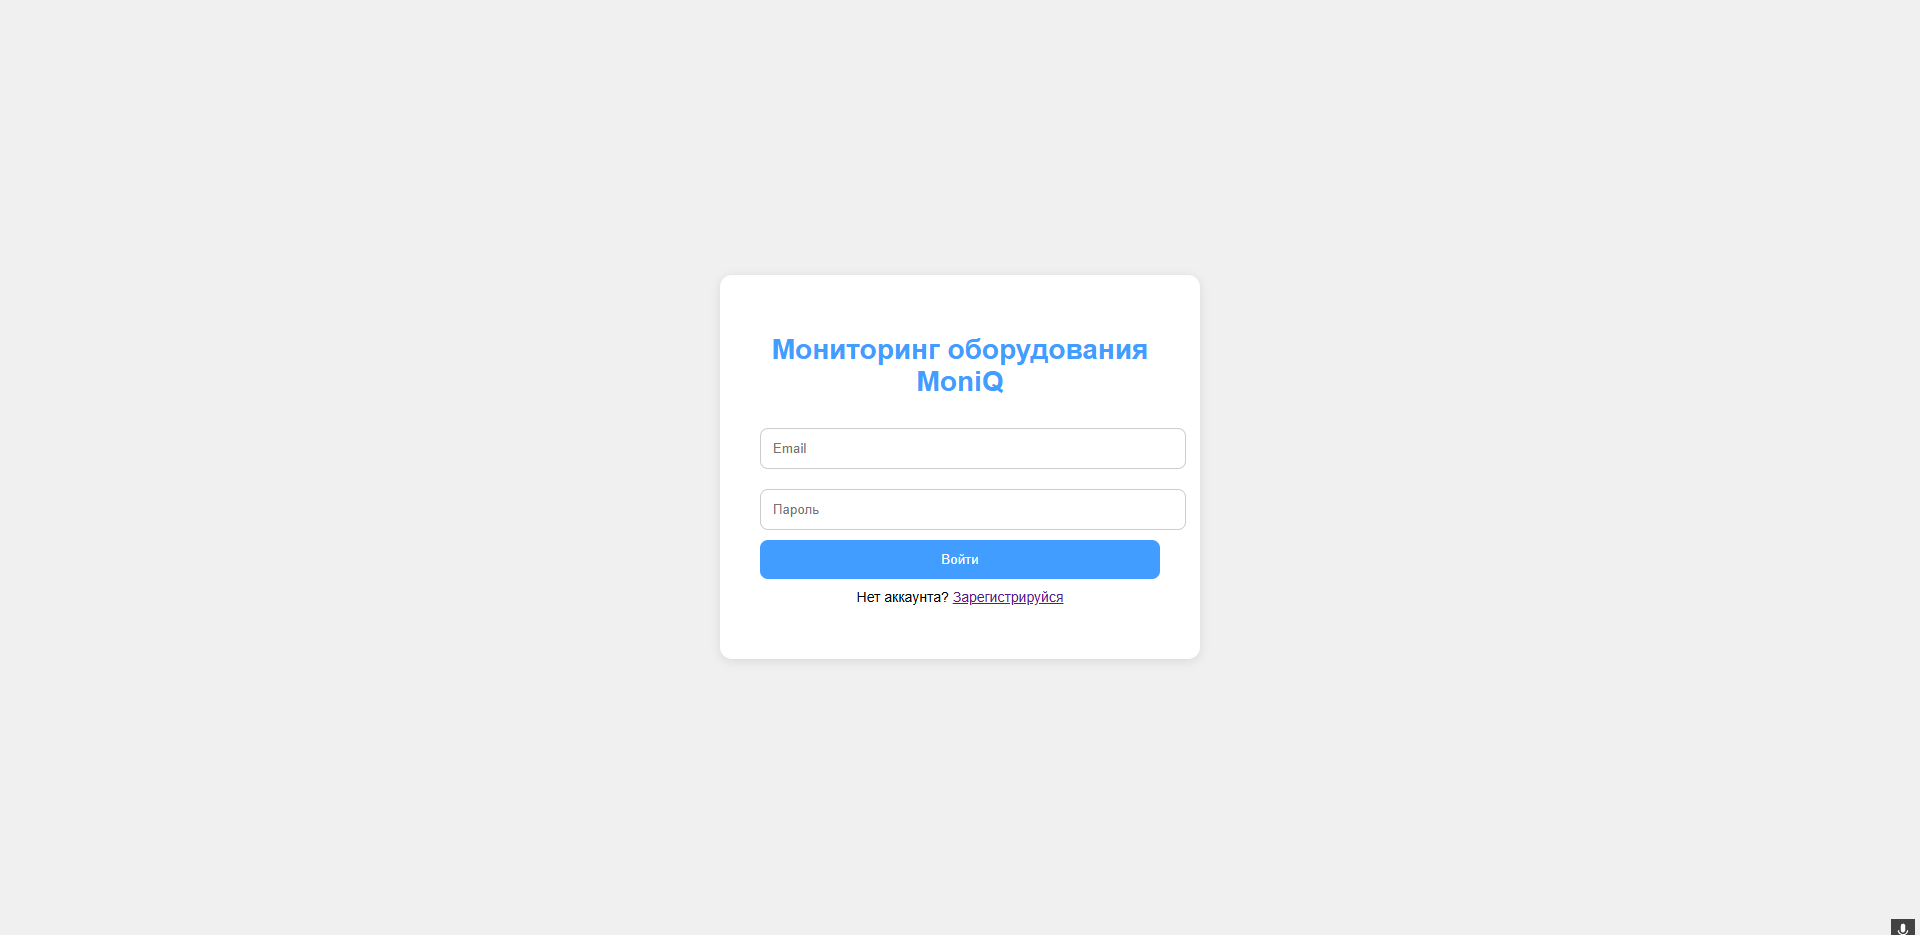 Мониторинг оборудования
MoniQ
Email
Пароль
Войти
Нет аккаунта? Зарегистрируйся